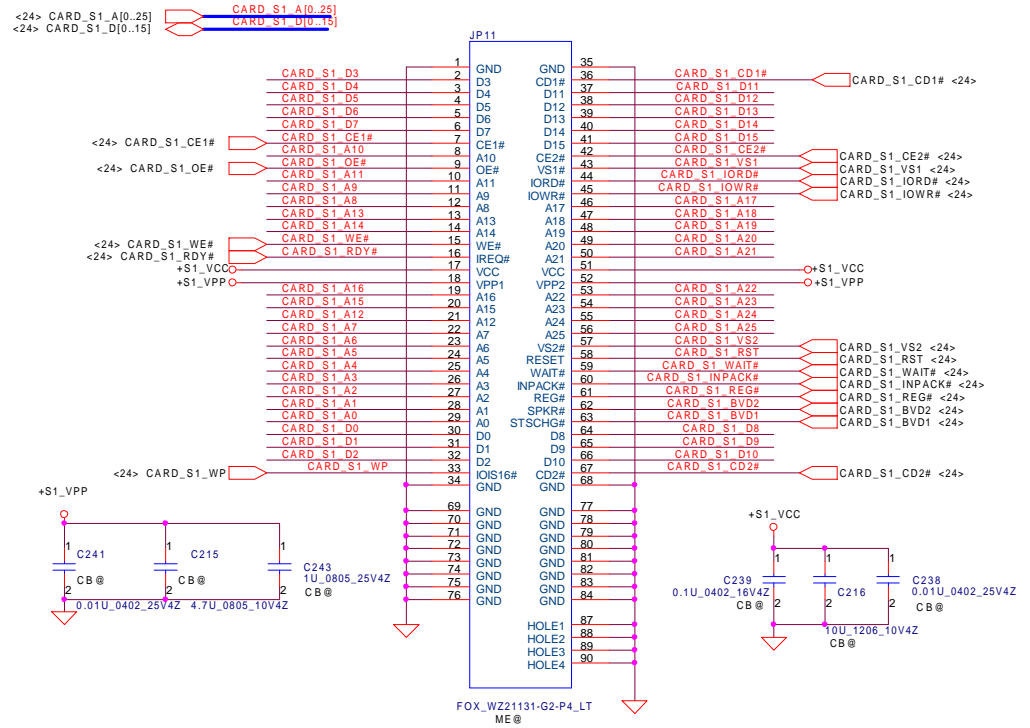 <24> CARD_S1_A[0..25] CARD_S1_A[0..25]
<24> CARD_S1_D[0..15] CARD_S1_D[0..15]
JP11
1 GND GND 35
CARD_S1_D3 2 D3 CD1# 36 CARD_S1_CD1# CARD_S1_CD1# <24>
CARD_S1_D4 3 D4 D11 37 CARD_S1_D11
CARD_S1_D5 4 D5 D12 38 CARD_S1_D12
CARD_S1_D6 5 D6 D13 39 CARD_S1_D13
CARD_S1_D7 6 D7 D14 40 CARD_S1_D14
<24> CARD_S1_CE1# CARD_S1_CE1# 7 CE1# D15 41 CARD_S1_D15
CARD_S1_A10 8 A10 CE2# 42 CARD_S1_CE2# CARD_S1_CE2# <24>
<24> CARD_S1_OE# CARD_S1_OE# 9 OE# VS1# 43 CARD_S1_VS1 CARD_S1_VS1 <24>
CARD_S1_A11 10 A11 IORD# 44 CARD_S1_IORD# CARD_S1_IORD# <24>
CARD_S1_A9 11 A9 IOWR# 45 CARD_S1_IOWR# CARD_S1_IOWR# <24>
CARD_S1_A8 12 A8 A17 46 CARD_S1_A17
CARD_S1_A13 13 A13 A18 47 CARD_S1_A18
CARD_S1_A14 14 A14 A19 48 CARD_S1_A19
<24> CARD_S1_WE# CARD_S1_WE# 15 WE# A20 49 CARD_S1_A20
<24> CARD_S1_RDY# CARD_S1_RDY# 16 IREQ# A21 50 CARD_S1_A21
+S1_VCC 17 VCC VCC 51 +S1_VCC
+S1_VPP 18 VPP1 VPP2 52 +S1_VPP
CARD_S1_A16 19 A16 A22 53 CARD_S1_A22
CARD_S1_A15 20 A15 A23 54 CARD_S1_A23
CARD_S1_A12 21 A12 A24 55 CARD_S1_A24
CARD_S1_A7 22 A7 A25 56 CARD_S1_A25
CARD_S1_A6 23 A6 VS2# 57 CARD_S1_VS2 CARD_S1_VS2 <24>
CARD_S1_A5 24 A5 RESET 58 CARD_S1_RST CARD_S1_RST <24>
CARD_S1_A4 25 A4 WAIT# 59 CARD_S1_WAIT# CARD_S1_WAIT# <24>
CARD_S1_A3 26 A3 INPACK# 60 CARD_S1_INPACK# CARD_S1_INPACK# <24>
CARD_S1_A2 27 A2 REG# 61 CARD_S1_REG# CARD_S1_REG# <24>
CARD_S1_A1 28 A1 SPKR# 62 CARD_S1_BVD2 CARD_S1_BVD2 <24>
CARD_S1_A0 29 A0 STSCHG# 63 CARD_S1_BVD1 CARD_S1_BVD1 <24>
CARD_S1_D0 30 D0 D8 64 CARD_S1_D8
CARD_S1_D1 31 D1 D9 65 CARD_S1_D9
CARD_S1_D2 32 D2 D10 66 CARD_S1_D10
<24> CARD_S1_WP CARD_S1_WP 33 IOIS16# CD2# 67 CARD_S1_CD2# CARD_S1_CD2# <24>
34 GND GND 68
69 GND GND 77
70 GND GND 78
71 GND GND 79
72 GND GND 80
73 GND GND 81
74 GND GND 82
75 GND GND 83
76 GND GND 84
HOLE1 87
HOLE2 88
HOLE3 89
HOLE4 90
FOX_WZ21131-G2-P4_LT
ME@
+S1_VPP
1 1 1
C241 C215 C243
1U_0805_25V4Z
CB@ CB@ CB@
2 2 2
0.01U_0402_25V4Z 4.7U_0805_10V4Z
+S1_VCC
1 1 1
C239 C216 C238
0.1U_0402_16V4Z 0.01U_0402_25V4Z
CB@ CB@
2 2 2
10U_1206_10V4Z
CB@